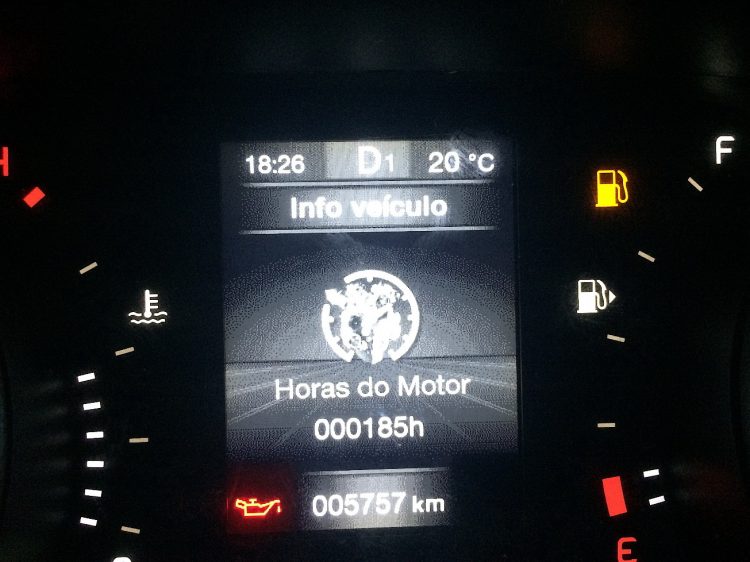 H
F
18:26 D1 20 °C
Info veículo
Horas do Motor
000185h
005757 km
E